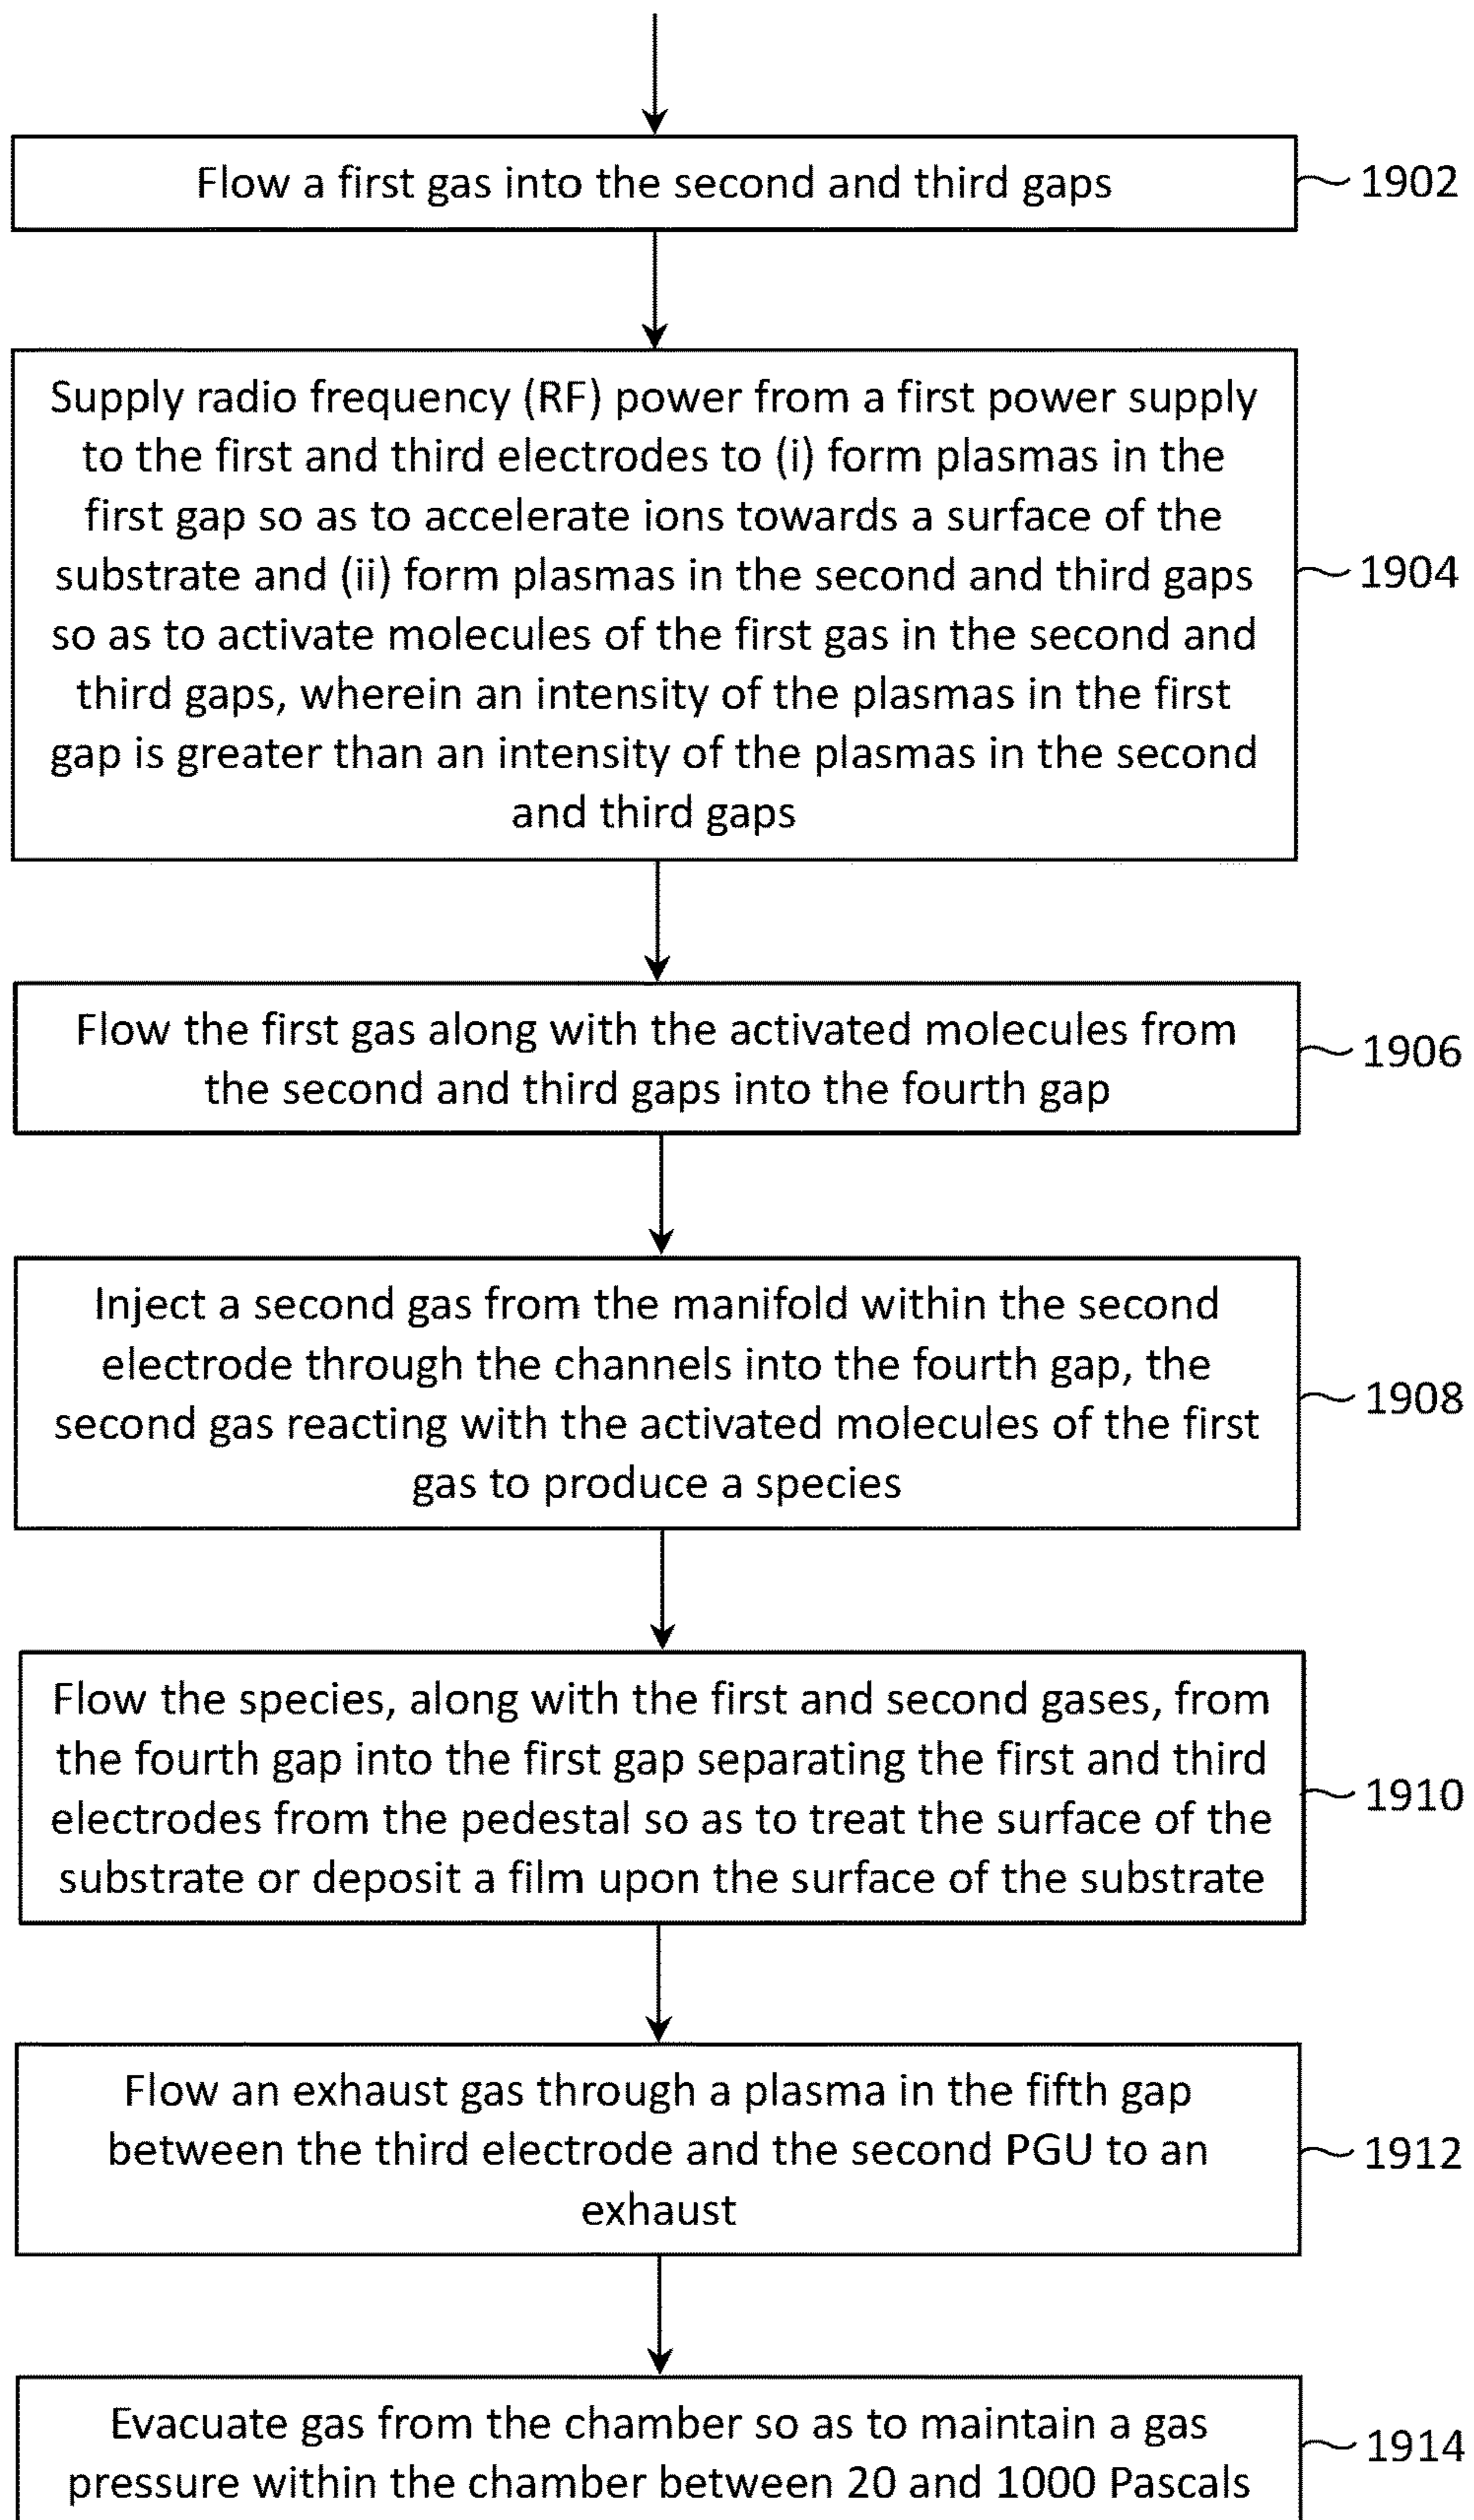 Flow a first gas into the second and third gaps
1902
Supply radio frequency (RF) power from a first power supply
to the first and third electrodes to (i) form plasmas in the
first gap so as to accelerate ions towards a surface of the
substrate and (ii) form plasmas in the second and third gaps
so as to activate molecules of the first gas in the second and
third gaps, wherein an intensity of the plasmas in the first
gap is greater than an intensity of the plasmas in the second
and third gaps
1904
Flow the first gas along with the activated molecules from
the second and third gaps into the fourth gap
1906
Inject a second gas from the manifold within the second
electrode through the channels into the fourth gap, the
second gas reacting with the activated molecules of the first
gas to produce a species
1908
Flow the species, along with the first and second gases, from
the fourth gap into the first gap separating the first and third
electrodes from the pedestal so as to treat the surface of the
substrate or deposit a film upon the surface of the substrate
1910
Flow an exhaust gas through a plasma in the fifth gap
between the third electrode and the second PGU to an
exhaust
1912
Evacuate gas from the chamber so as to maintain a gas
pressure within the chamber between 20 and 1000 Pascals
1914